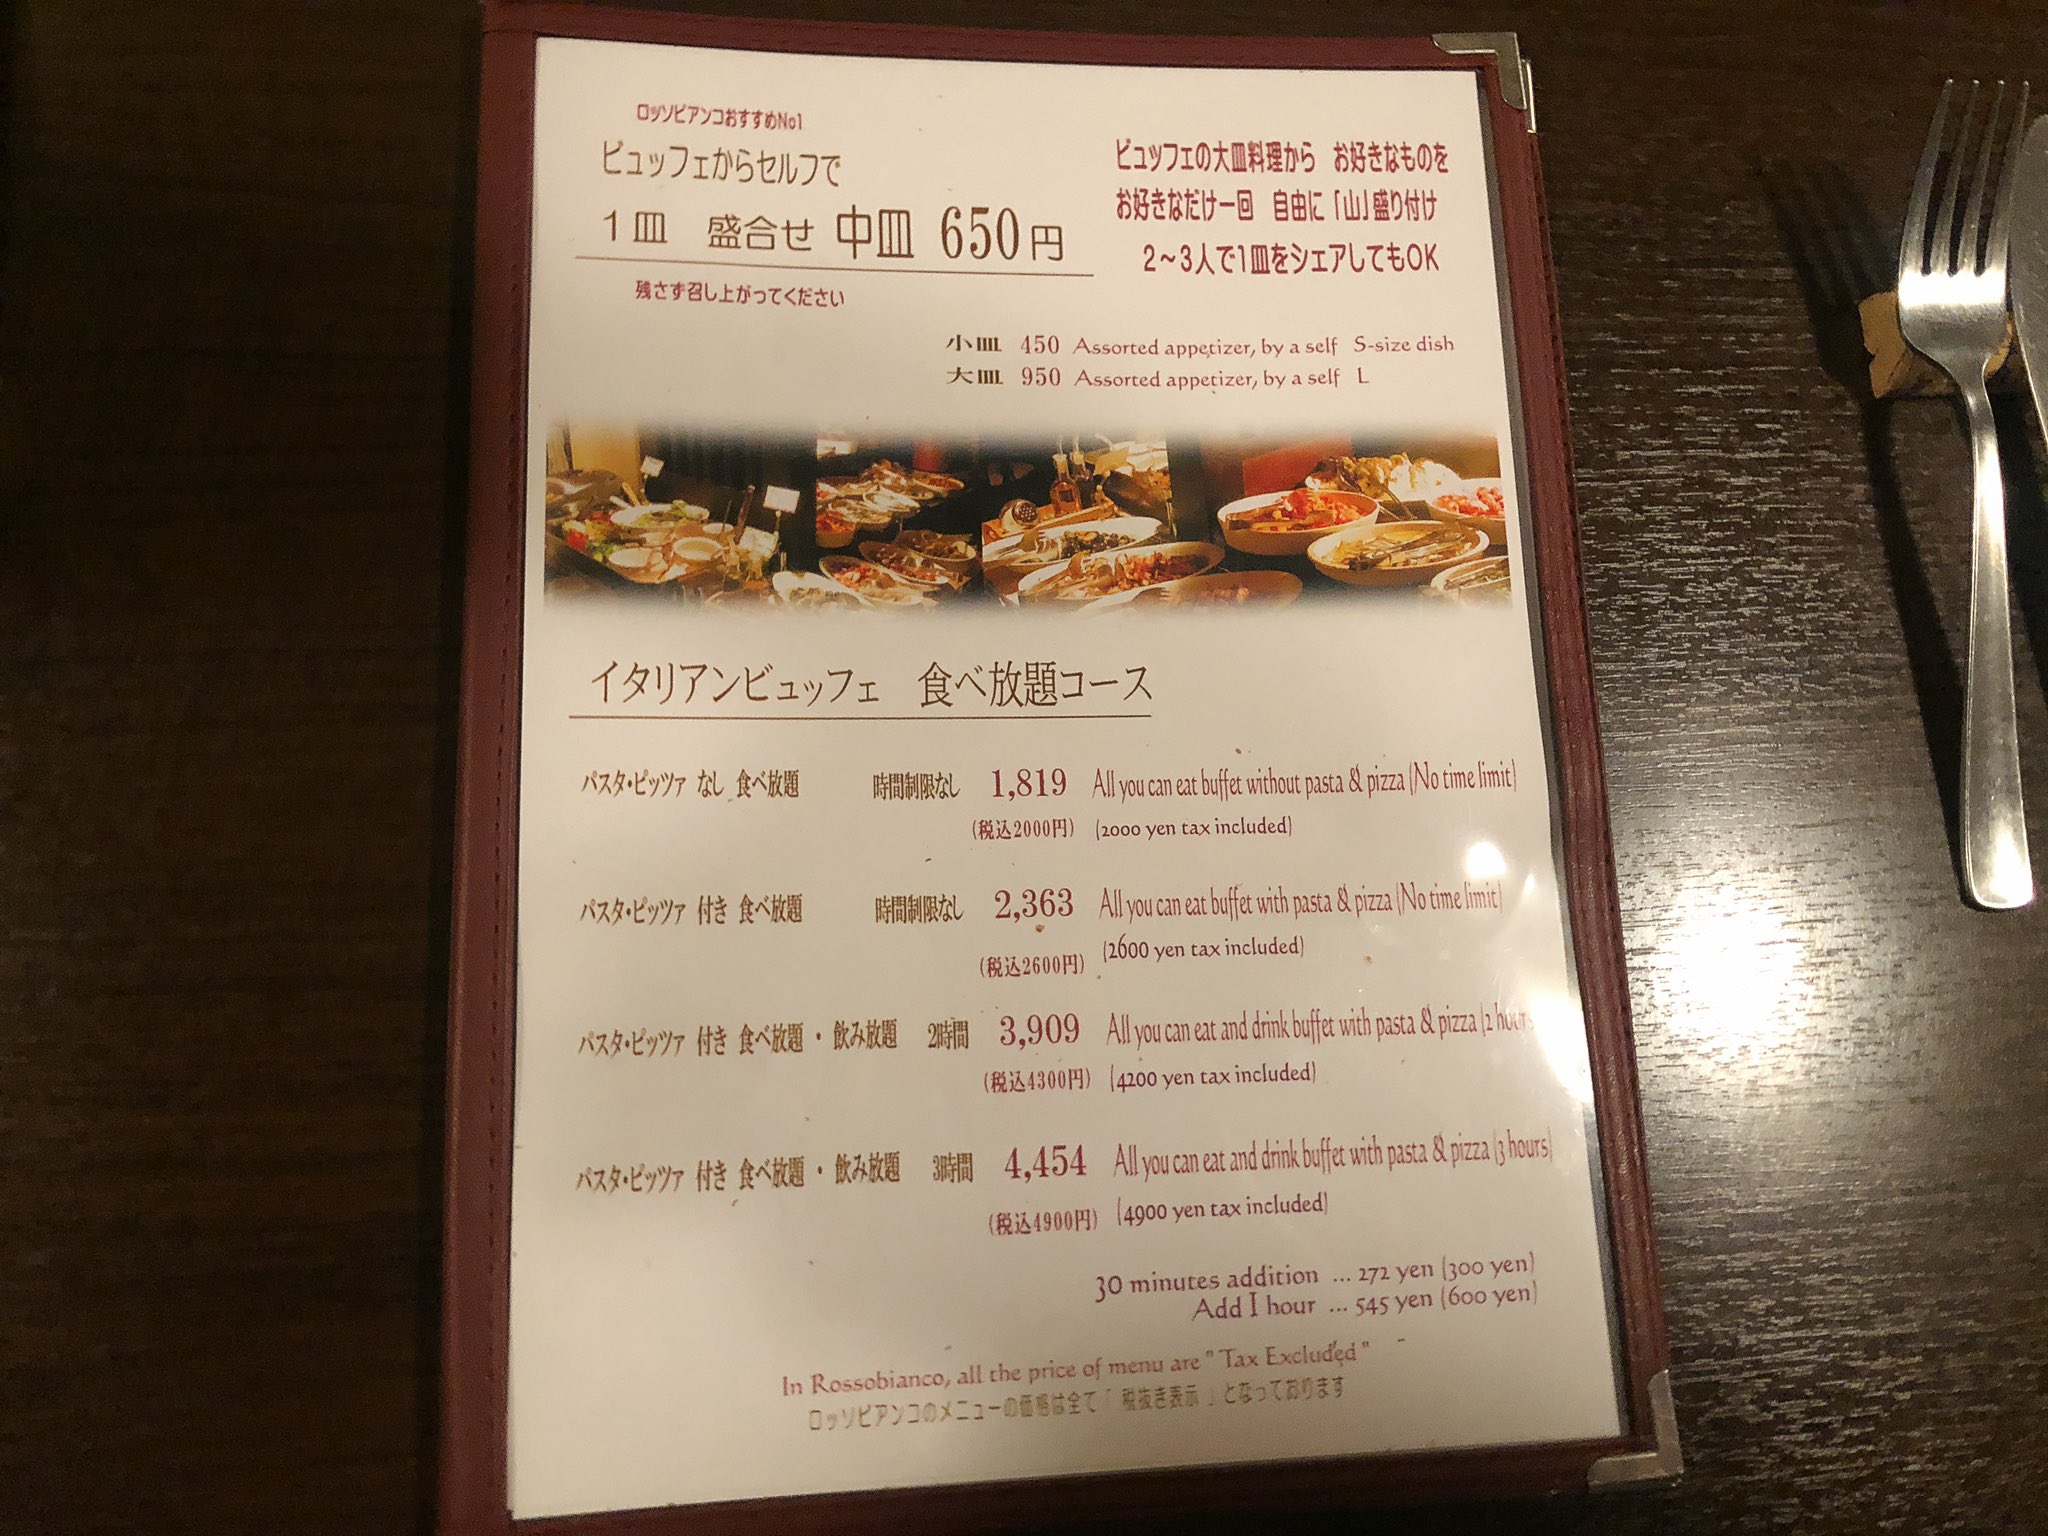 ロッソビアンコおすすめNo1
ビュッフェからセルフで
1皿 盛合せ 中皿 650円
残さず召し上がってください
ビュッフェの大皿料理から お好きなものを
お好きなだけ一回 自由に「山」盛り付け
2～3人で1皿をシェアしてもOK
小皿 450 Assorted appetizer, by a self S-size dish
大皿 950 Assorted appetizer, by a self L
イタリアンビュッフェ 食べ放題コース
パスタ・ピッツァ なし 食べ放題 時間制限なし 1,819 All you can eat buffet without pasta & pizza (No time limit)
(税込2000円) (2000 yen tax included)
パスタ・ピッツァ 付き 食べ放題 時間制限なし 2,363 All you can eat buffet with pasta & pizza (No time limit)
(税込2600円) (2600 yen tax included)
パスタ・ピッツァ 付き 食べ放題・飲み放題 2時間 3,909 All you can eat and drink buffet with pasta & pizza (2 hours
(税込4300円) (4200 yen tax included)
パスタ・ピッツァ 付き 食べ放題・飲み放題 3時間 4,454 All you can eat and drink buffet with pasta & pizza (3 hours)
(税込4900円) (4900 yen tax included)
30 minutes addition ... 272 yen (300 yen)
Add 1 hour ... 545 yen (600 yen)
In Rossobianco, all the price of menu are " Tax Excluded "
ロッソビアンコのメニューの価格は全て「 税抜き表示 」となっております